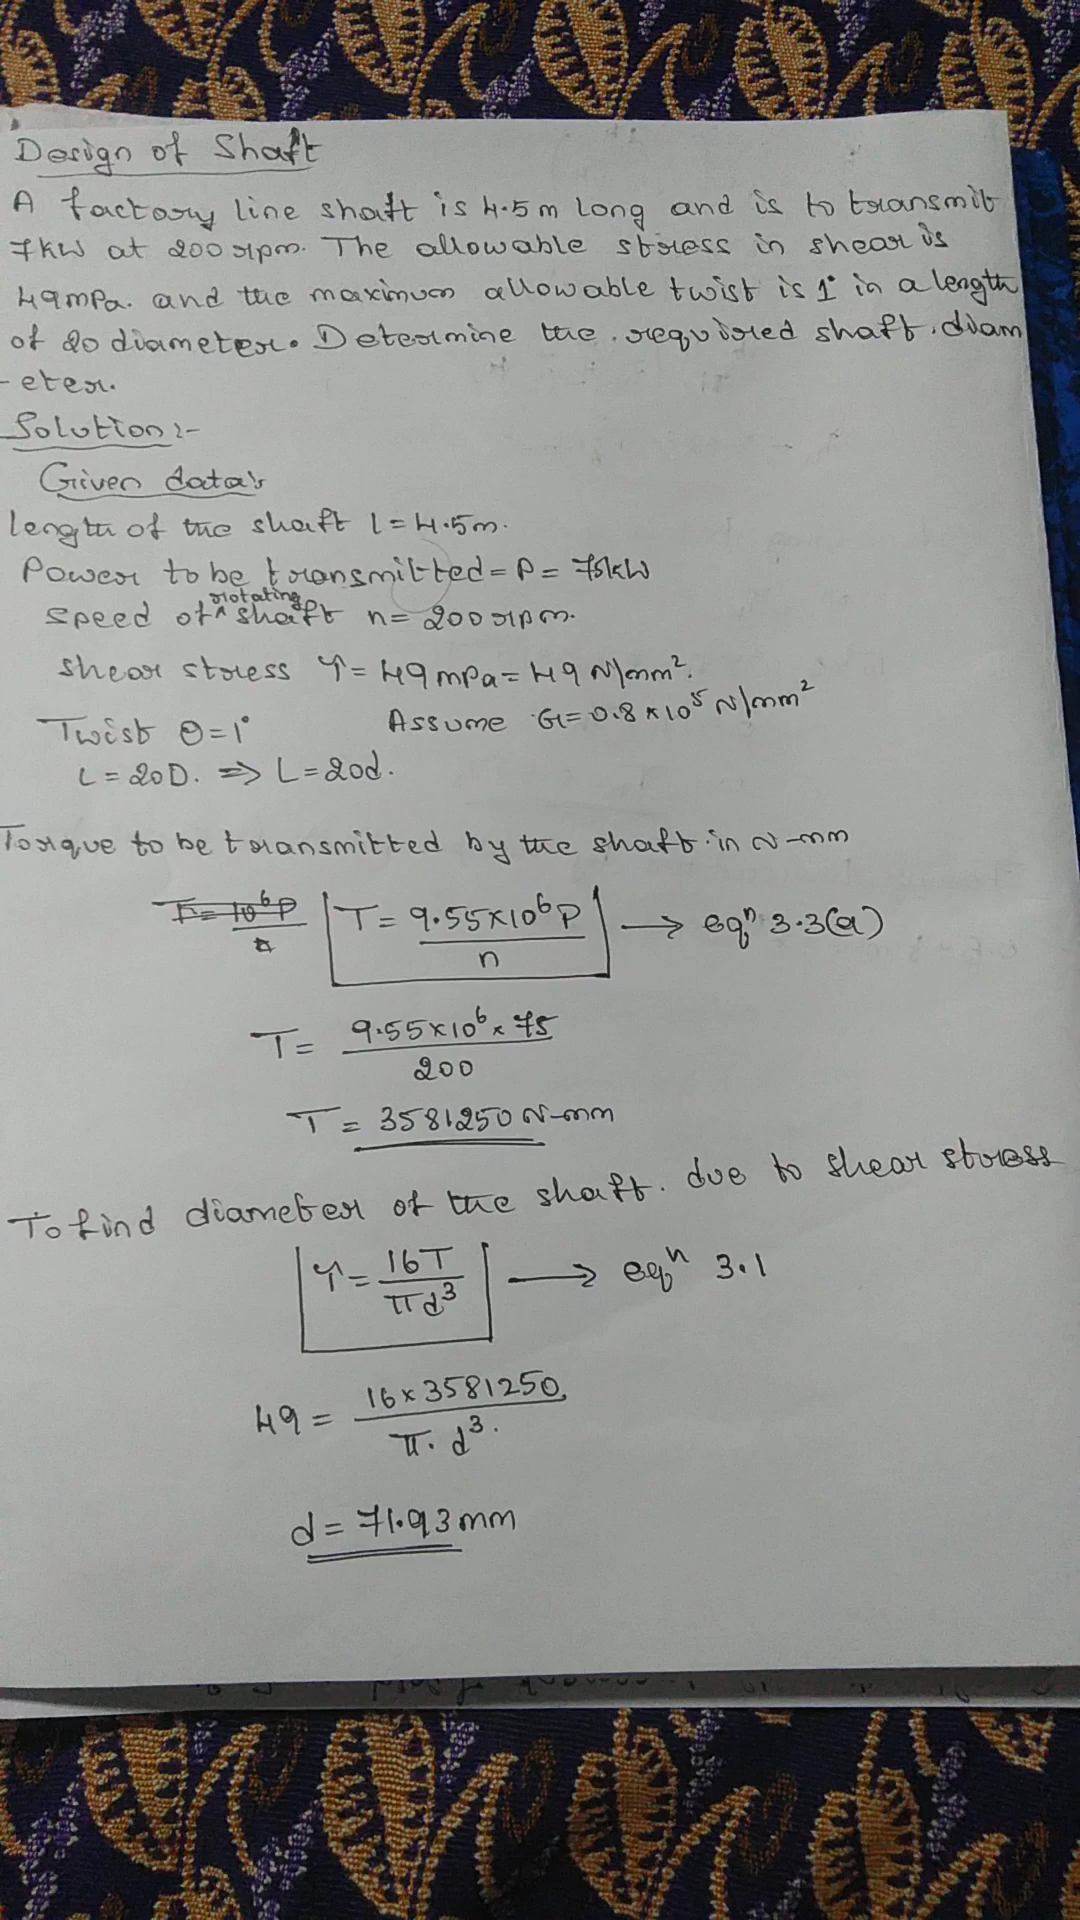 Design of Shaft
A factory line shaft is 4.5m long and is to transmit
7kW at 200 rpm. The allowable stress in shear is
49mPa. and the maximum allowable twist is 1° in a length
of 20 diameter. Determine the required shaft diam
-eter.
Solution:-
Given data's
length of the shaft l = 4.5m.
Power to be transmitted = P = 75kW
speed of rotating shaft n = 200 rpm.
shear stress τ = 49 mPa = 49 N/mm².
Twist θ = 1° Assume G = 0.8 × 10⁵ N/mm²
L = 20D. => L = 20d.
Torque to be transmitted by the shaft in N-mm
T = 10⁶P / n T = 9.55×10⁶P / n → eqⁿ 3.3(a)
T = 9.55×10⁶ × 75 / 200
T = 3581250 N-mm
To find diameter of the shaft. due to shear stress
τ = 16T / πd³ → eqⁿ 3.1
49 = 16 × 3581250 / π. d³.
d = 71.93mm